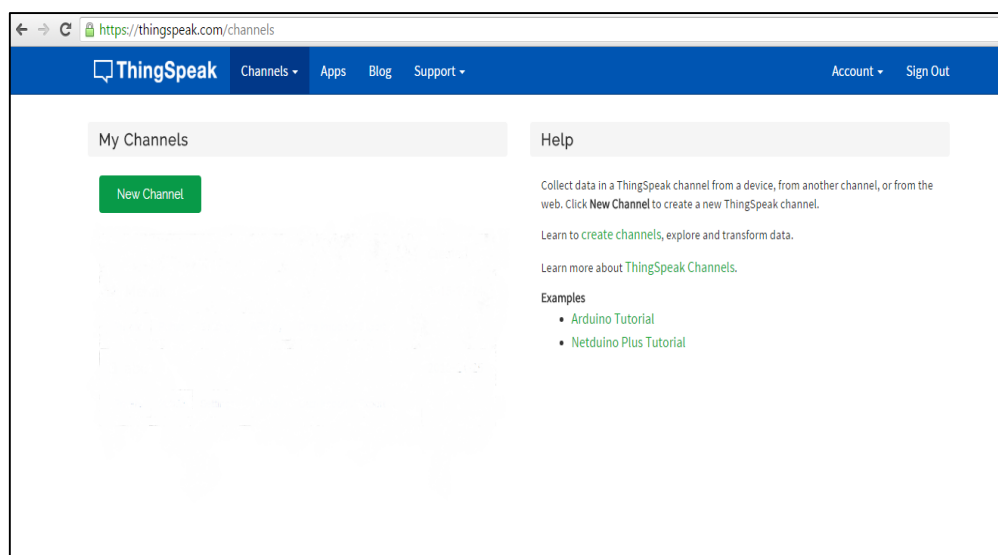 https://thingspeak.com/channels
ThingSpeak Channels Apps Blog Support Account Sign Out
My Channels
New Channel
Help
Collect data in a ThingSpeak channel from a device, from another channel, or from the
web. Click New Channel to create a new ThingSpeak channel.
Learn to create channels, explore and transform data.
Learn more about ThingSpeak Channels.
Examples
• Arduino Tutorial
• Netduino Plus Tutorial